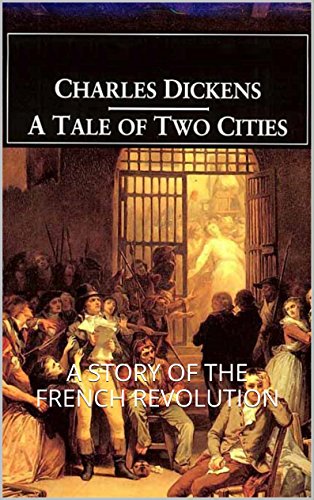 CHARLES DICKENS
A TALE OF TWO CITIES
A STORY OF THE
FRENCH REVOLUTION